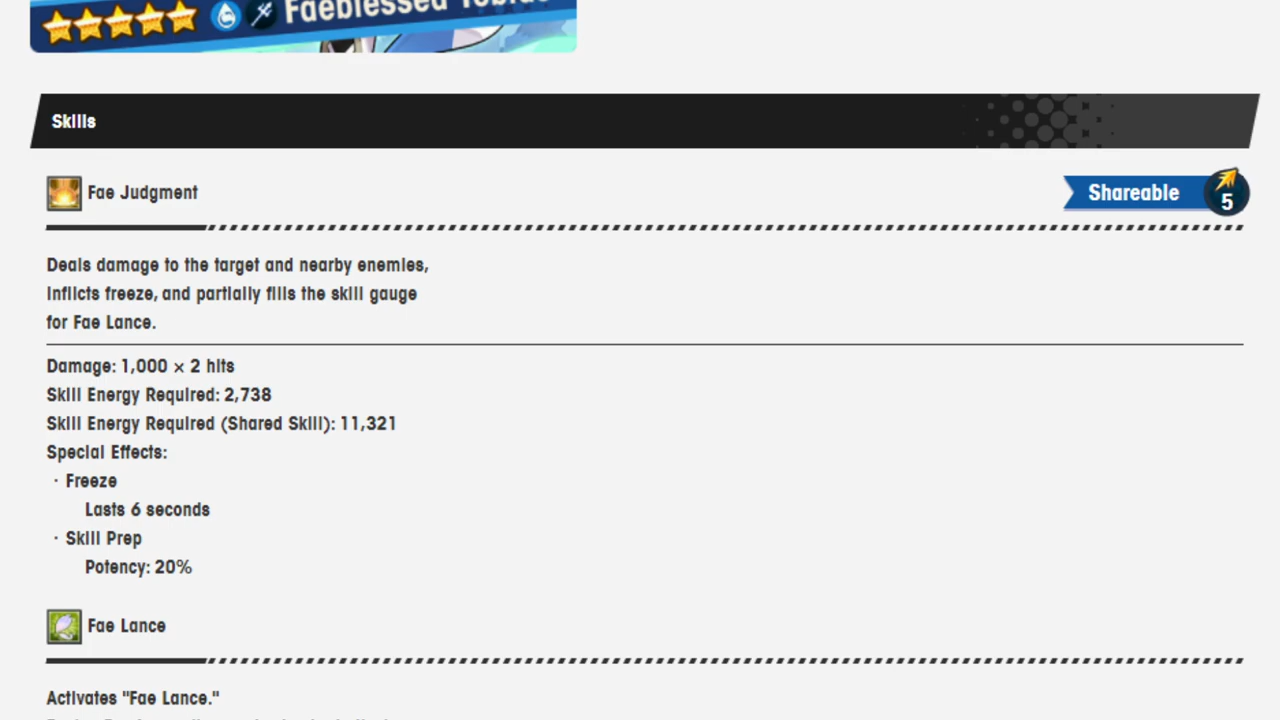 Faeblessed
Skills
Fae Judgment
Shareable
5
Deals damage to the target and nearby enemies,
inflicts freeze, and partially fills the skill gauge
for Fae Lance.
Damage: 1,000 × 2 hits
Skill Energy Required: 2,738
Skill Energy Required (Shared Skill): 11,321
Special Effects:
· Freeze
Lasts 6 seconds
· Skill Prep
Potency: 20%
Fae Lance
Activates "Fae Lance."